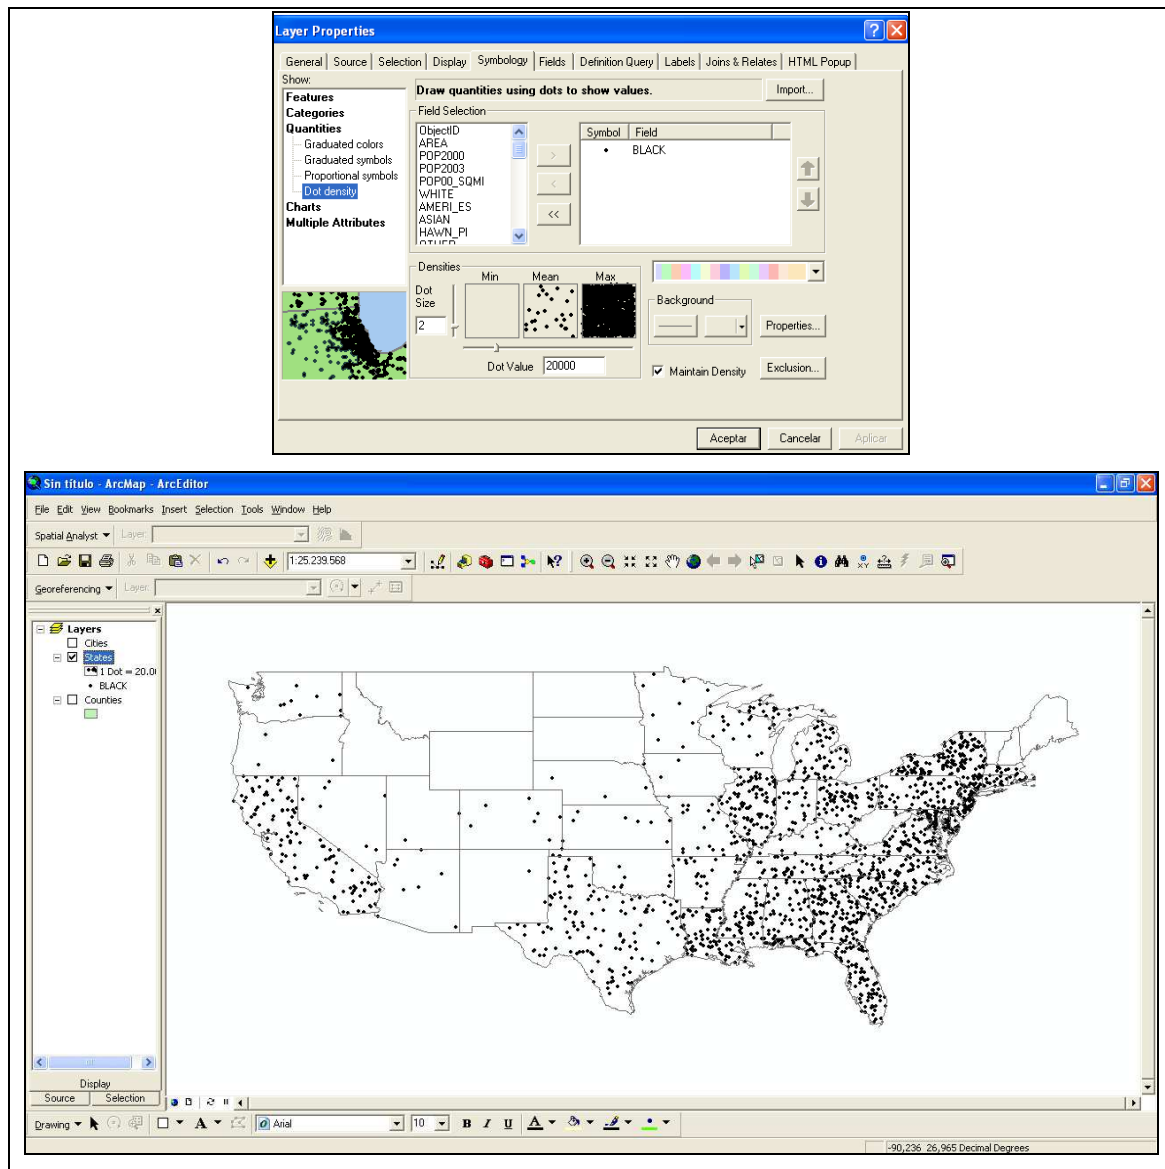 Layer Properties
General Source Selection Display Symbology Fields Definition Query Labels Joins & Relates HTML Popup
Show:
Features
Categories
Quantities
Graduated colors
Graduated symbols
Proportional symbols
Dot density
Charts
Multiple Attributes
Draw quantities using dots to show values.
Import...
Field Selection
ObjectID
AREA
POP2000
POP2003
POP00_SQMI
WHITE
AMERI_ES
ASIAN
HAWN_PI
OTHER
>
<
<<
Symbol Field
BLACK
Densities
Min Mean Max
Dot
Size
2
Dot Value 20000
Background
Properties...
Maintain Density
Exclusion...
Aceptar Cancelar Aplicar
Sin título - ArcMap - ArcEditor
File Edit View Bookmarks Insert Selection Tools Window Help
Spatial Analyst Layer:
1:25.239.568
Georeferencing Layer:
Layers
Cities
States
1 Dot = 20.0
BLACK
Counties
Display
Source Selection
Drawing A Arial 10 B I U A
-90,236 26,965 Decimal Degrees